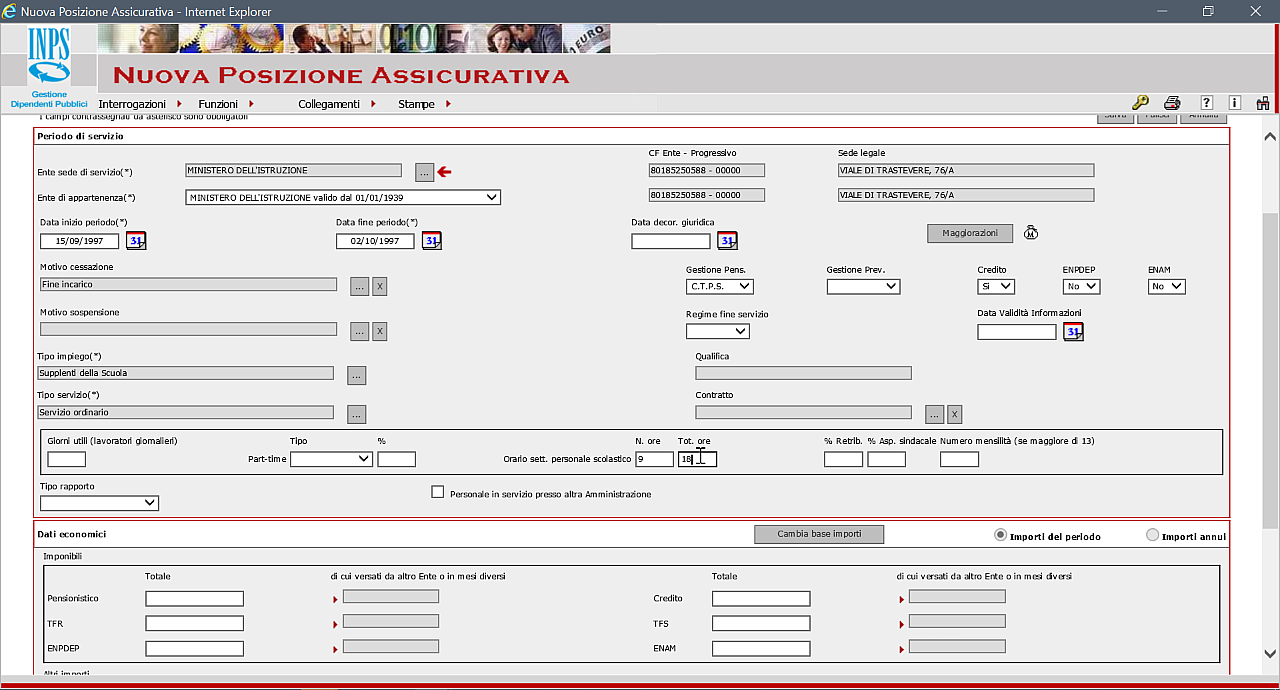 Nuova Posizione Assicurativa - Internet Explorer
INPS
Gestione
Dipendenti Pubblici
EURO
NUOVA POSIZIONE ASSICURATIVA
Interrogazioni Funzioni Collegamenti Stampe
I campi contrassegnati da asterisco sono obbligatori
Salva Pulisci Annulla
Periodo di servizio
CF Ente - Progressivo Sede legale
Ente sede di servizio(*) MINISTERO DELL'ISTRUZIONE ... 80185250588 - 00000 VIALE DI TRASTEVERE, 76/A
Ente di appartenenza(*) MINISTERO DELL'ISTRUZIONE valido dal 01/01/1939 80185250588 - 00000 VIALE DI TRASTEVERE, 76/A
Data inizio periodo(*) Data fine periodo(*) Data decor. giuridica
15/09/1997 31 02/10/1997 31 31 Maggiorazioni M
Motivo cessazione Gestione Pens. Gestione Prev. Credito ENPDEP ENAM
Fine incarico ... x C.T.P.S. Si No No
Motivo sospensione Regime fine servizio Data Validità Informazioni
... x 31
Tipo impiego(*) Qualifica
Supplenti della Scuola ...
Tipo servizio(*) Contratto
Servizio ordinario ... ... x
Giorni utili (lavoratori giornalieri) Tipo % N. ore Tot. ore % Retrib. % Asp. sindacale Numero mensilità (se maggiore di 13)
Part-time Orario sett. personale scolastico 9 18
Tipo rapporto
Personale in servizio presso altra Amministrazione
Dati economici Cambia base importi Importi del periodo Importi annui
Imponibili
Totale di cui versati da altro Ente o in mesi diversi Totale di cui versati da altro Ente o in mesi diversi
Pensionistico Credito
TFR TFS
ENPDEP ENAM
Altri importi